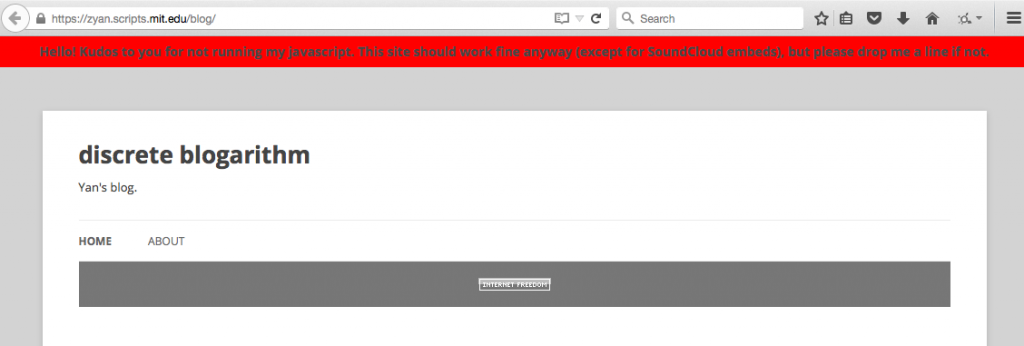 https://zyan.scripts.mit.edu/blog/
Search
Hello! Kudos to you for not running my javascript. This site should work fine anyway (except for SoundCloud embeds), but please drop me a line if not.
discrete blogarithm
Yan's blog.
HOME ABOUT
INTERNET FREEDOM